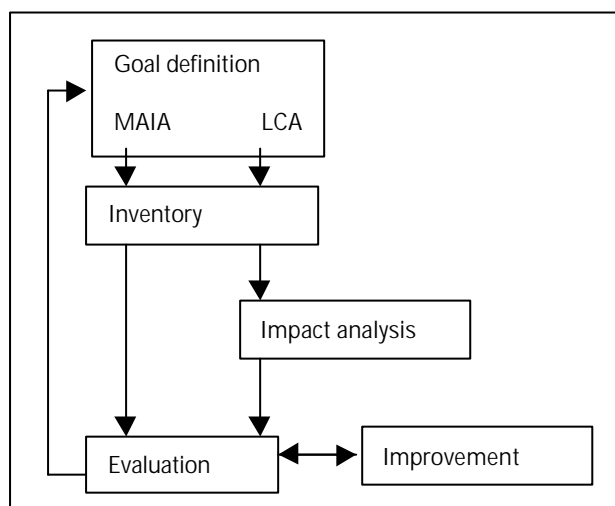 Goal definition
MAIA LCA
Inventory
Impact analysis
Evaluation
Improvement